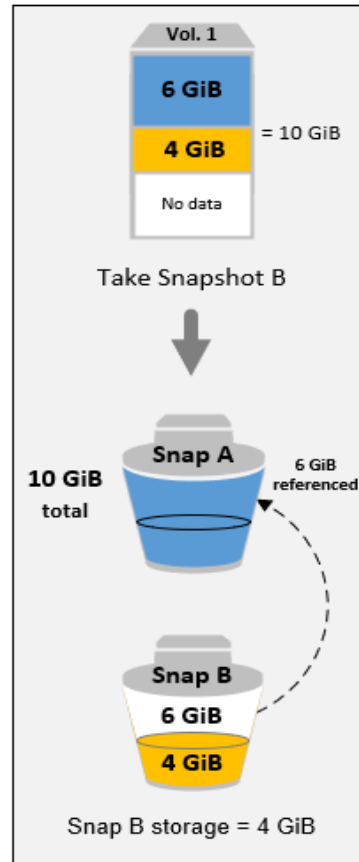 Vol. 1
6 GiB
4 GiB
= 10 GiB
No data
Take Snapshot B
Snap A
10 GiB
total
6 GiB
referenced
Snap B
6 GiB
4 GiB
Snap B storage = 4 GiB